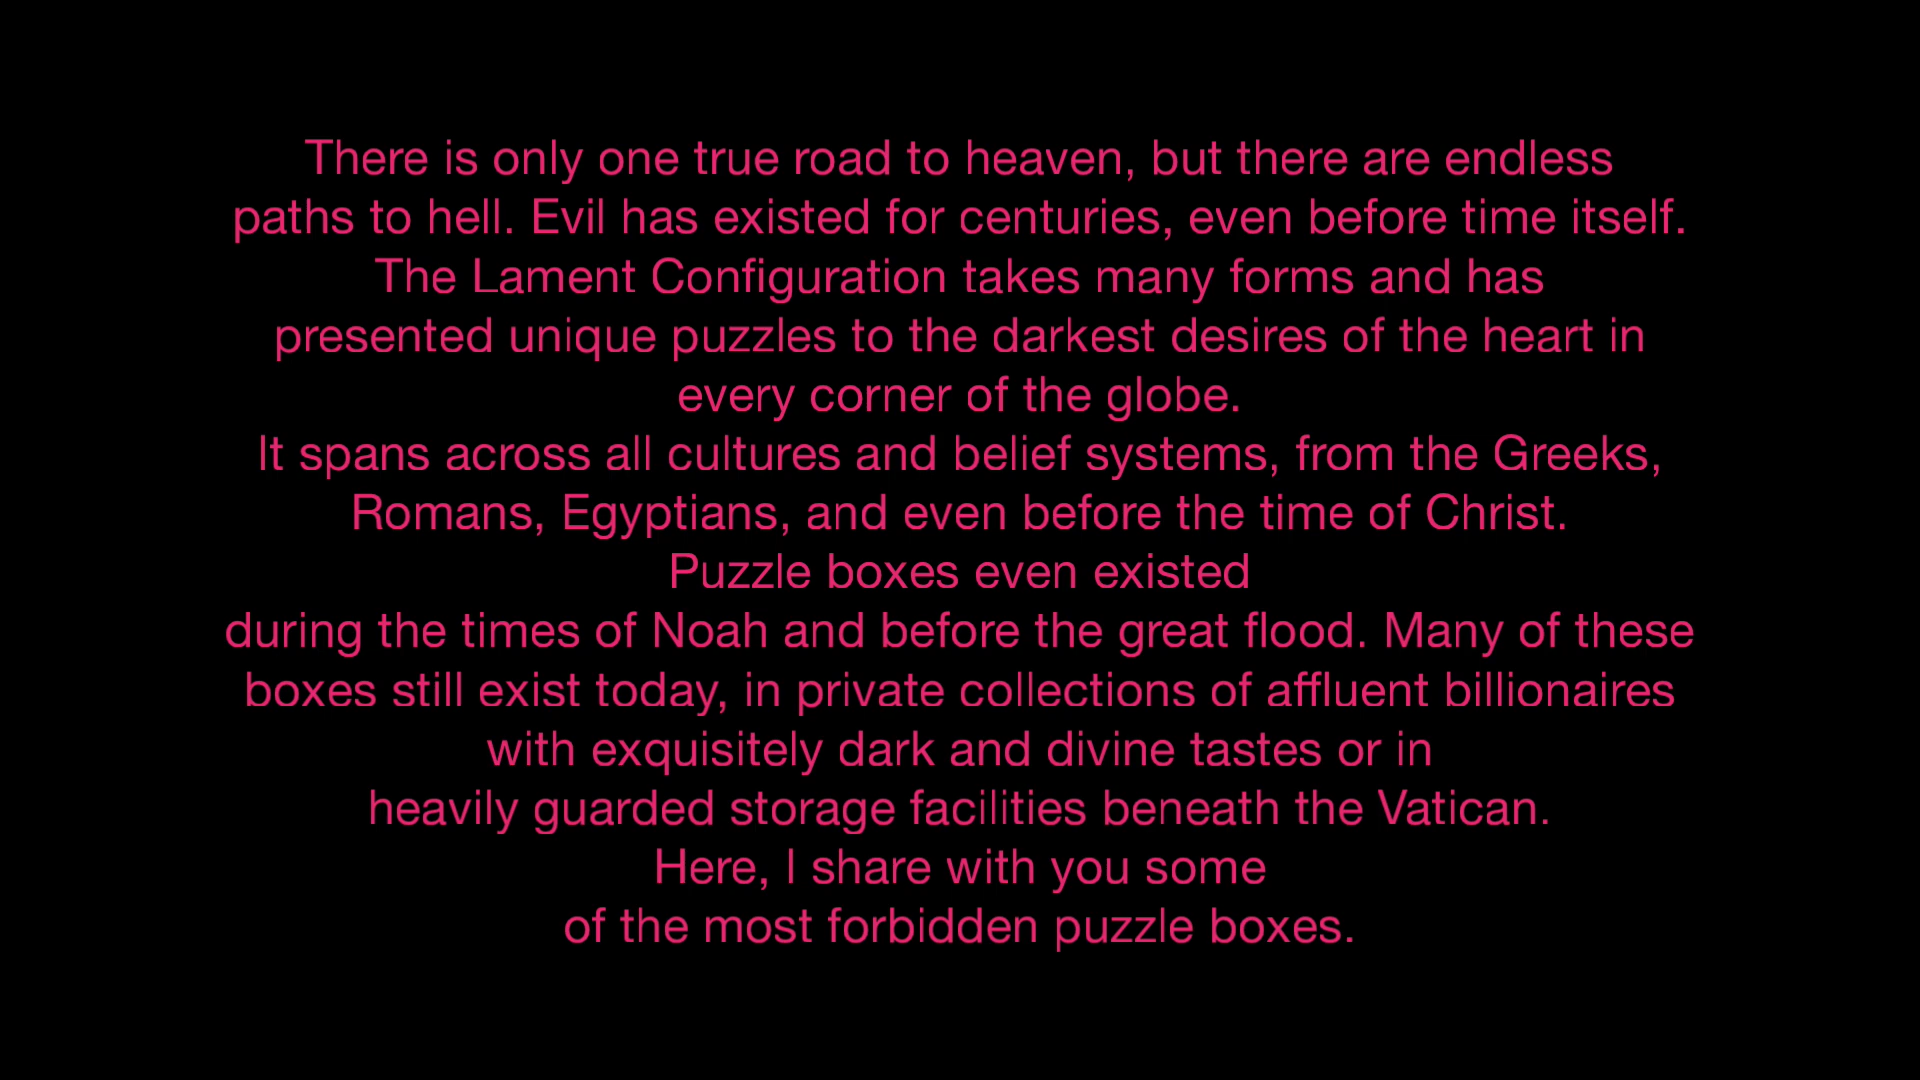 There is only one true road to heaven, but there are endless
paths to hell. Evil has existed for centuries, even before time itself.
The Lament Configuration takes many forms and has
presented unique puzzles to the darkest desires of the heart in
every corner of the globe.
It spans across all cultures and belief systems, from the Greeks,
Romans, Egyptians, and even before the time of Christ.
Puzzle boxes even existed
during the times of Noah and before the great flood. Many of these
boxes still exist today, in private collections of affluent billionaires
with exquisitely dark and divine tastes or in
heavily guarded storage facilities beneath the Vatican.
Here, I share with you some
of the most forbidden puzzle boxes.